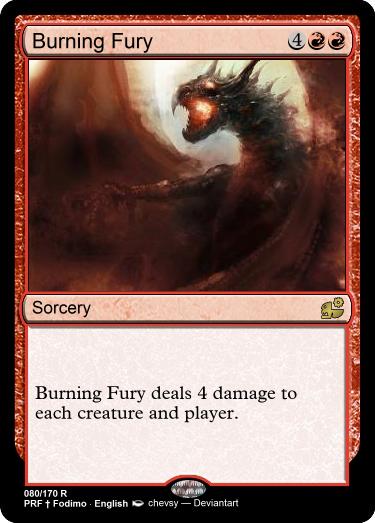 Burning Fury 4
Sorcery
Burning Fury deals 4 damage to
each creature and player.
080/170 R
PRF † Fodimo · English chevsy — Deviantart